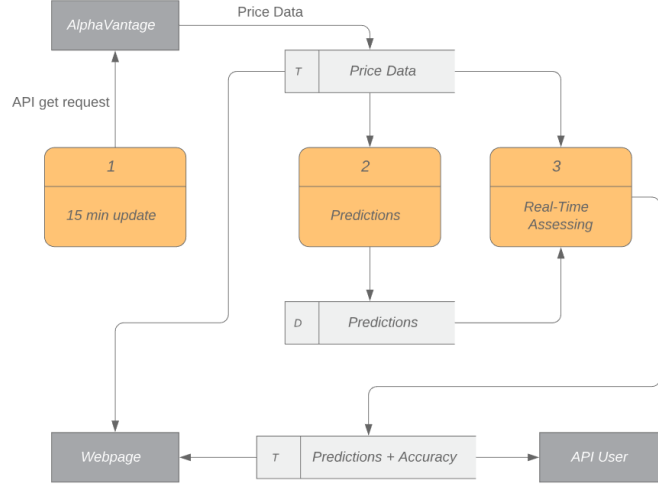 AlphaVantage
Price Data
T
Price Data
API get request
1
15 min update
2
Predictions
3
Real-Time
Assessing
D
Predictions
Webpage
T
Predictions + Accuracy
API User